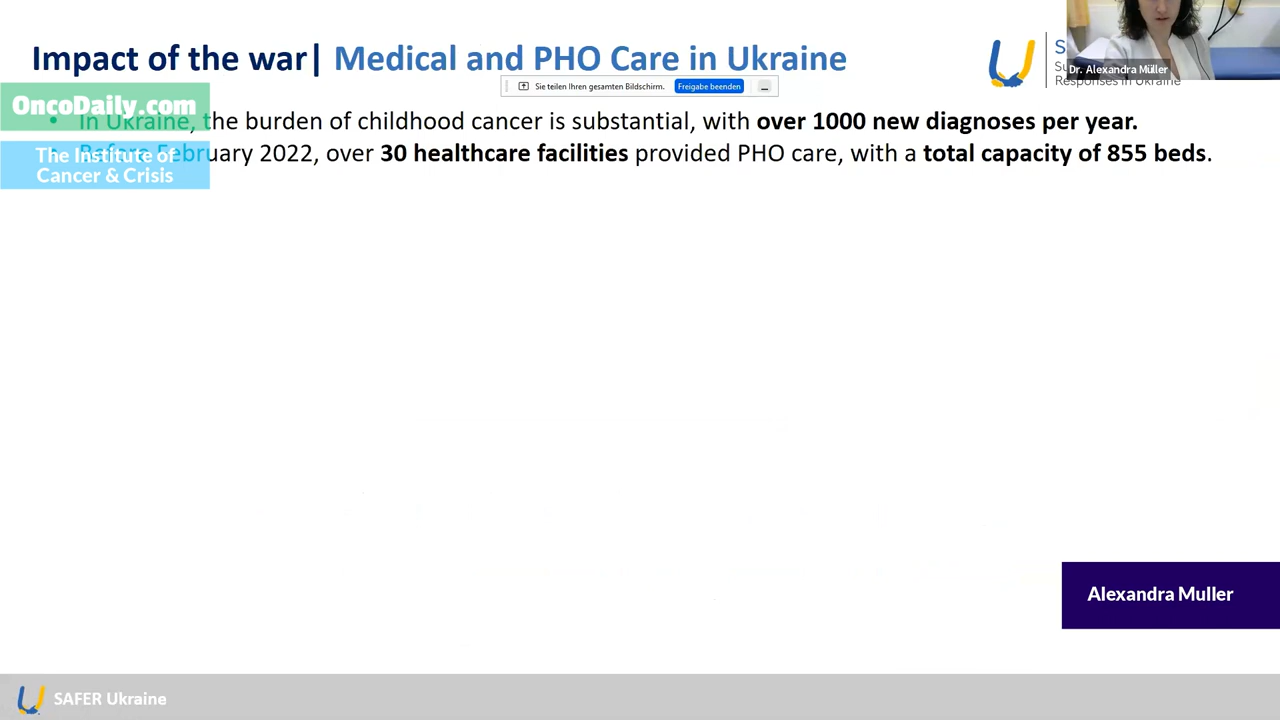 Impact of the war| Medical and PHO Care in Ukraine
Dr. Alexandra Müller
Responses in Ukraine
Sie teilen Ihren gesamten Bildschirm. Freigabe beenden
OncoDaily.com
• In Ukraine, the burden of childhood cancer is substantial, with over 1000 new diagnoses per year.
The Institute of
Cancer & Crisis
• Before February 2022, over 30 healthcare facilities provided PHO care, with a total capacity of 855 beds.
Alexandra Muller
SAFER Ukraine